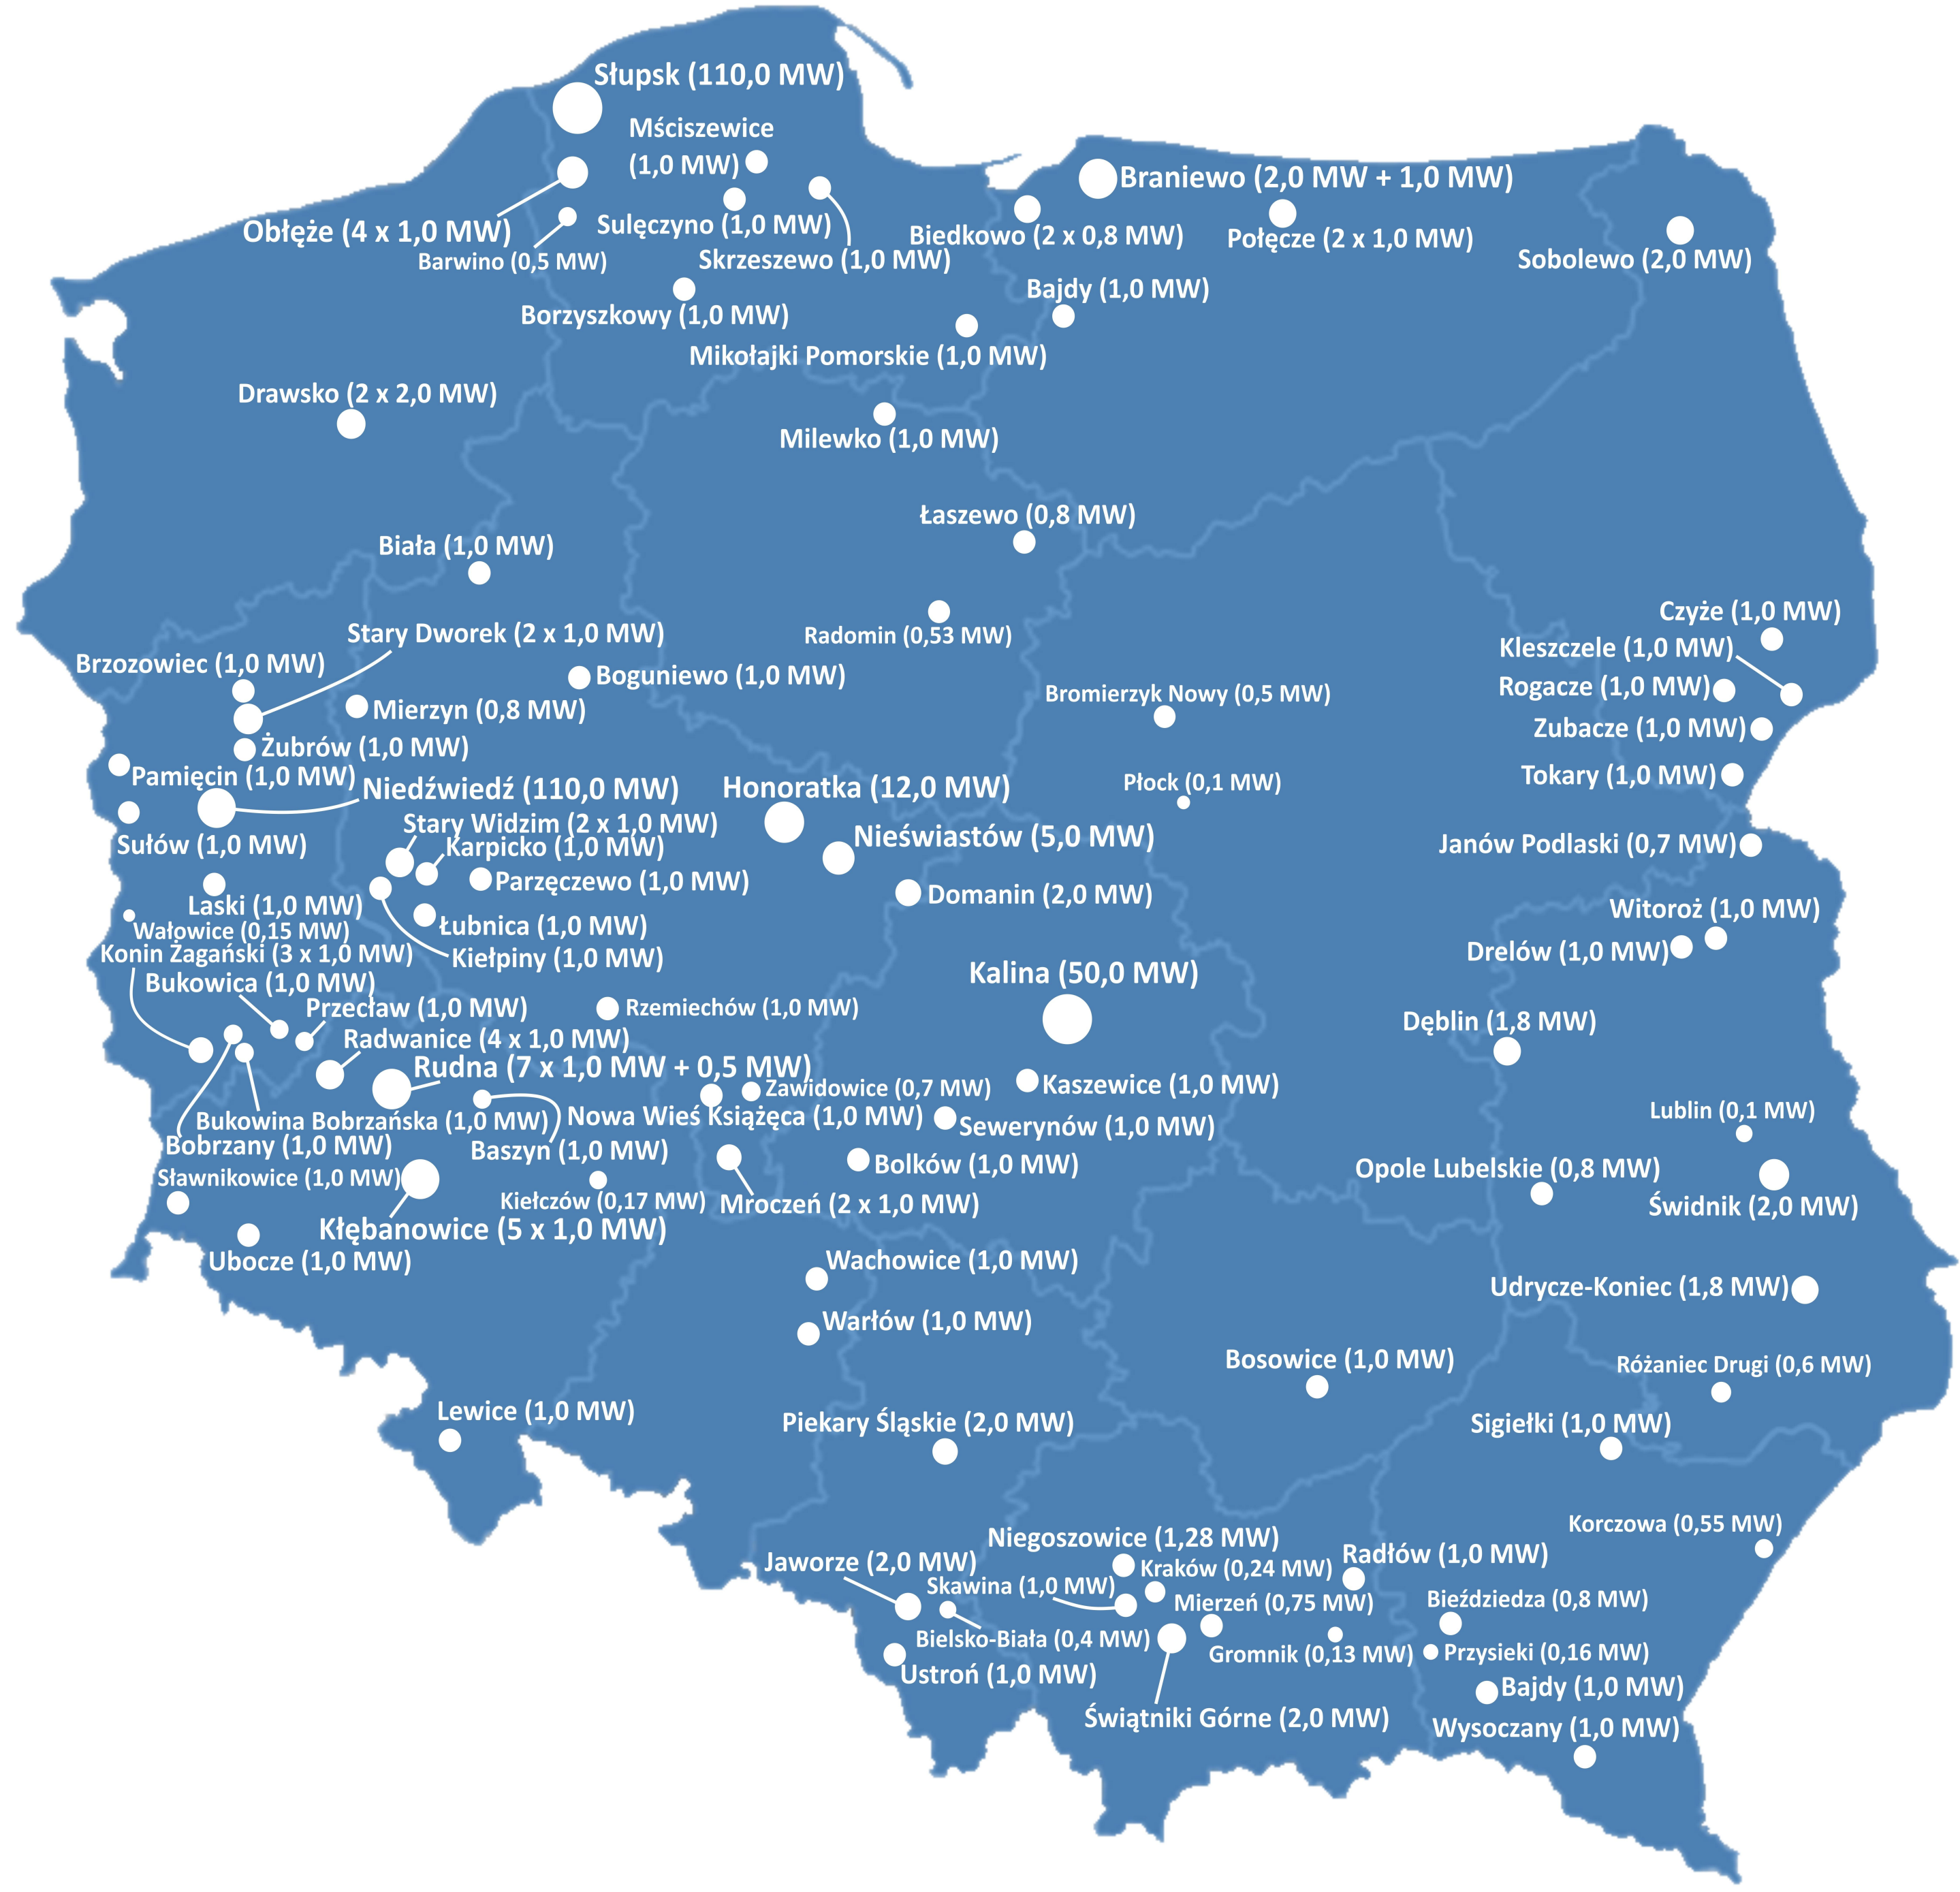 Słupsk (110,0 MW)
Mściszewice
(1,0 MW)
Braniewo (2,0 MW + 1,0 MW)
Obłęże (4 x 1,0 MW)
Sulęczyno (1,0 MW)
Biedkowo (2 x 0,8 MW)
Połęcze (2 x 1,0 MW)
Barwino (0,5 MW)
Skrzeszewo (1,0 MW)
Sobolewo (2,0 MW)
Bajdy (1,0 MW)
Borzyszkowy (1,0 MW)
Mikołajki Pomorskie (1,0 MW)
Drawsko (2 x 2,0 MW)
Milewko (1,0 MW)
Łaszewo (0,8 MW)
Biała (1,0 MW)
Czyże (1,0 MW)
Stary Dworek (2 x 1,0 MW)
Radomin (0,53 MW)
Kleszczele (1,0 MW)
Brzozowiec (1,0 MW)
Boguniewo (1,0 MW)
Rogacze (1,0 MW)
Bromierzyk Nowy (0,5 MW)
Mierzyn (0,8 MW)
Zubacze (1,0 MW)
Żubrów (1,0 MW)
Pamięcin (1,0 MW)
Tokary (1,0 MW)
Płock (0,1 MW)
Niedźwiedź (110,0 MW)
Honoratka (12,0 MW)
Stary Widzim (2 x 1,0 MW)
Nieświastów (5,0 MW)
Sułów (1,0 MW)
Karpicko (1,0 MW)
Janów Podlaski (0,7 MW)
Parzęczewo (1,0 MW)
Domanin (2,0 MW)
Laski (1,0 MW)
Witoroż (1,0 MW)
Łubnica (1,0 MW)
Wałowice (0,15 MW)
Konin Żagański (3 x 1,0 MW)
Kiełpiny (1,0 MW)
Drelów (1,0 MW)
Kalina (50,0 MW)
Bukowica (1,0 MW)
Przecław (1,0 MW)
Rzemiechów (1,0 MW)
Dęblin (1,8 MW)
Radwanice (4 x 1,0 MW)
Rudna (7 x 1,0 MW + 0,5 MW)
Zawidowice (0,7 MW)
Kaszewice (1,0 MW)
Lublin (0,1 MW)
Bukowina Bobrzańska (1,0 MW)
Nowa Wieś Książęca (1,0 MW)
Sewerynów (1,0 MW)
Bobrzany (1,0 MW)
Baszyn (1,0 MW)
Bolków (1,0 MW)
Opole Lubelskie (0,8 MW)
Sławnikowice (1,0 MW)
Kiełczów (0,17 MW)
Mroczeń (2 x 1,0 MW)
Świdnik (2,0 MW)
Kłębanowice (5 x 1,0 MW)
Ubocze (1,0 MW)
Wachowice (1,0 MW)
Udrycze-Koniec (1,8 MW)
Warłów (1,0 MW)
Bosowice (1,0 MW)
Różaniec Drugi (0,6 MW)
Lewice (1,0 MW)
Piekary Śląskie (2,0 MW)
Sigiełki (1,0 MW)
Korczowa (0,55 MW)
Niegoszowice (1,28 MW)
Radłów (1,0 MW)
Jaworze (2,0 MW)
Kraków (0,24 MW)
Skawina (1,0 MW)
Mierzeń (0,75 MW)
Bieździedza (0,8 MW)
Bielsko-Biała (0,4 MW)
Gromnik (0,13 MW)
Przysieki (0,16 MW)
Ustroń (1,0 MW)
Bajdy (1,0 MW)
Świątniki Górne (2,0 MW)
Wysoczany (1,0 MW)